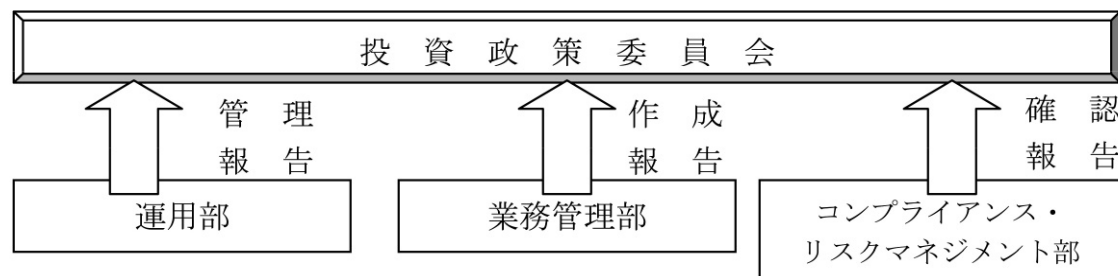 投資政策委員会
管理
報告
作成
報告
確認
報告
運用部
業務管理部
コンプライアンス・
リスクマネジメント部